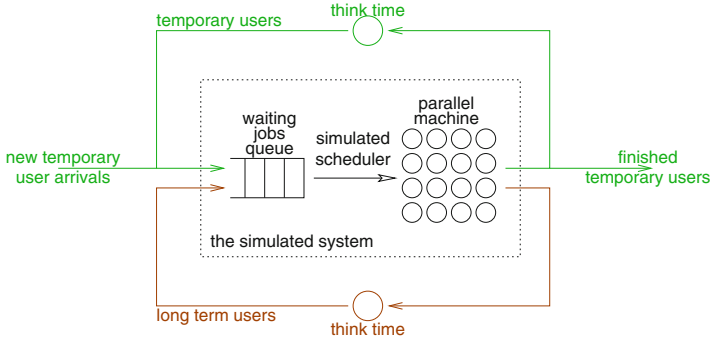 think time
temporary users
parallel
machine
waiting
jobs
queue
simulated
scheduler
new temporary
user arrivals
finished
temporary users
the simulated system
long term users
think time